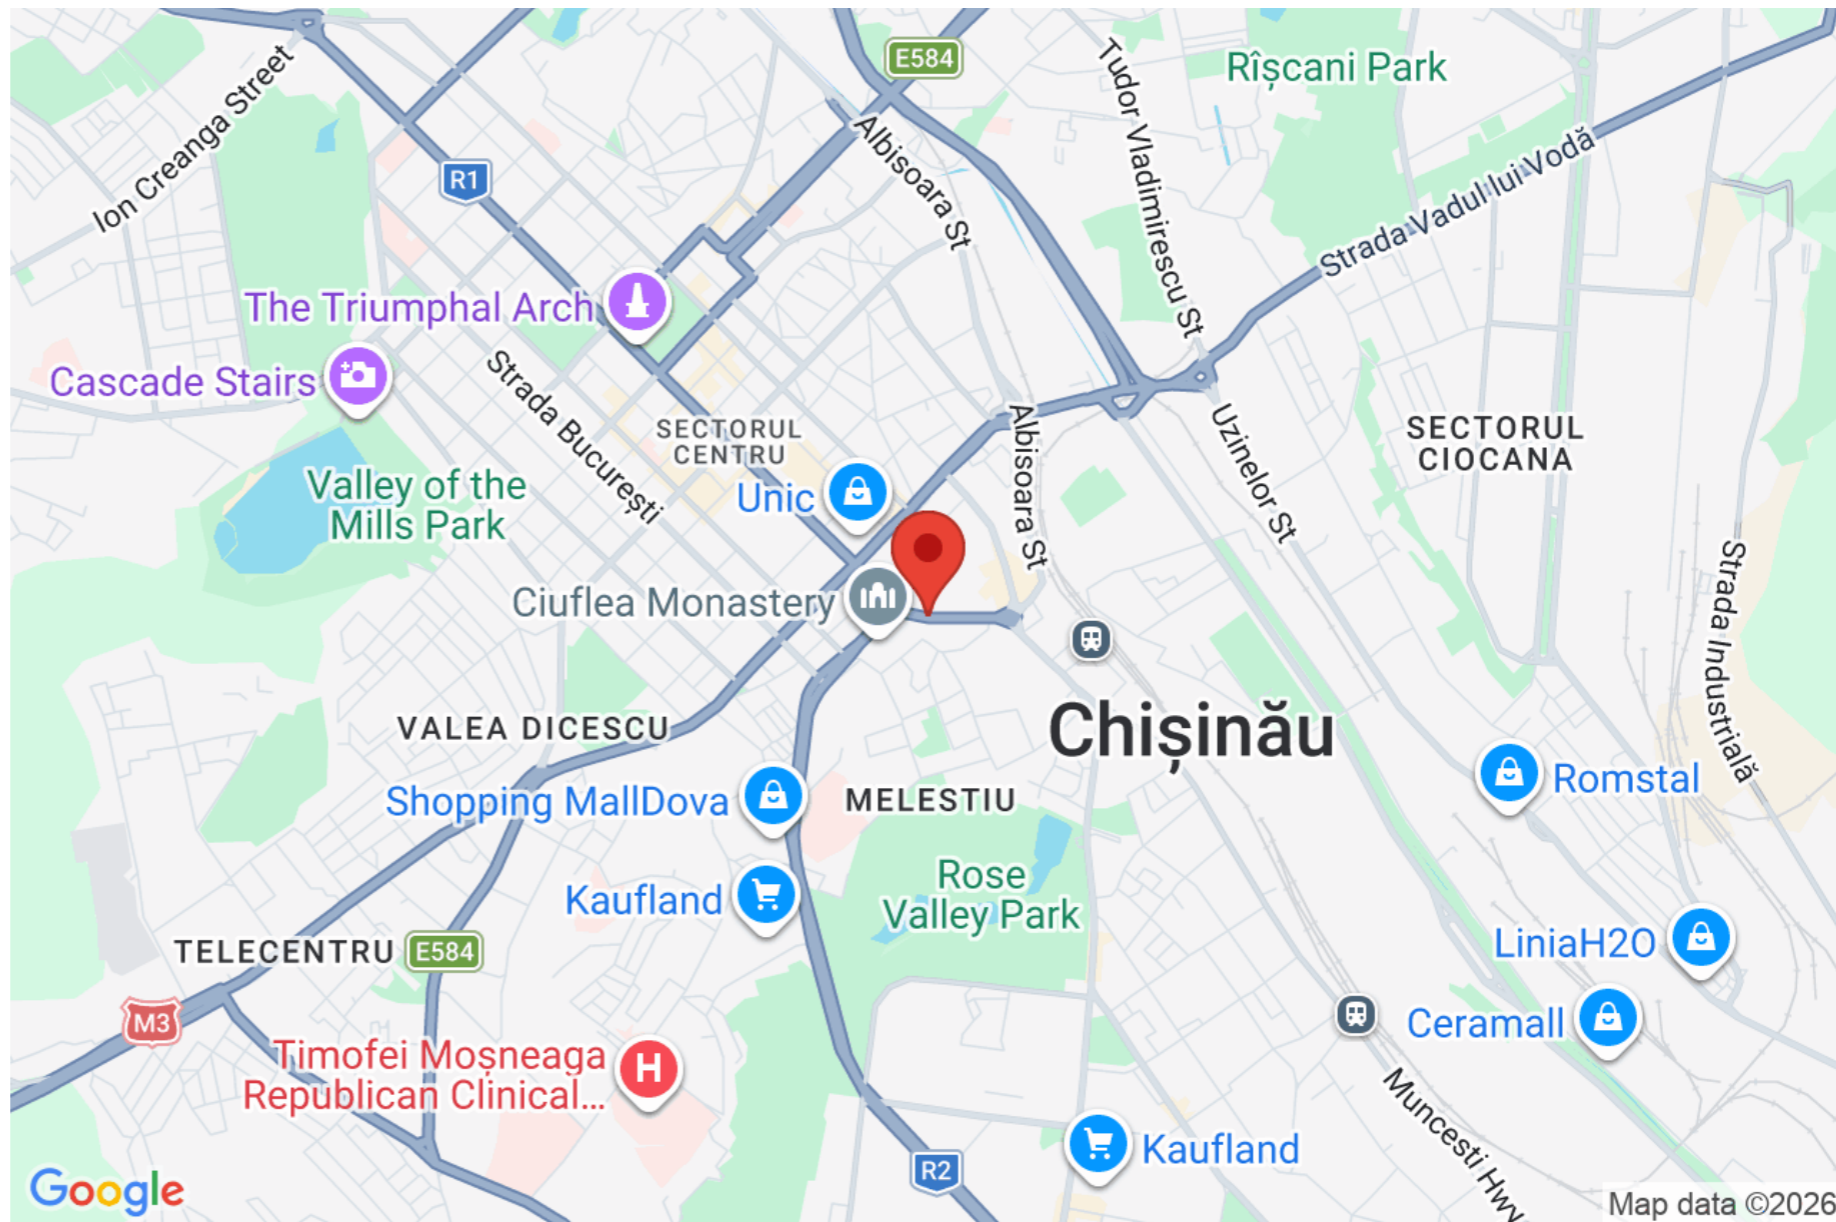 E584
Rîșcani Park
Tudor Vladimirescu St
Ion Creanga Street
Albisoara St
R1
Strada Vadul lui Vodă
The Triumphal Arch
Cascade Stairs
Strada București
SECTORUL
CENTRU
Albisoara St
Uzinelor St
SECTORUL
CIOCANA
Valley of the
Mills Park
Unic
Ciuflea Monastery
Strada Industrială
VALEA DICESCU
Chișinău
Shopping MallDova
MELESTIU
Romstal
Rose
Valley Park
Kaufland
TELECENTRU
E584
LiniaH2O
M3
Ceramall
Timofei Moșneaga
Republican Clinical...
H
Muncesti Hwy
Kaufland
R2
Google
Map data ©2026